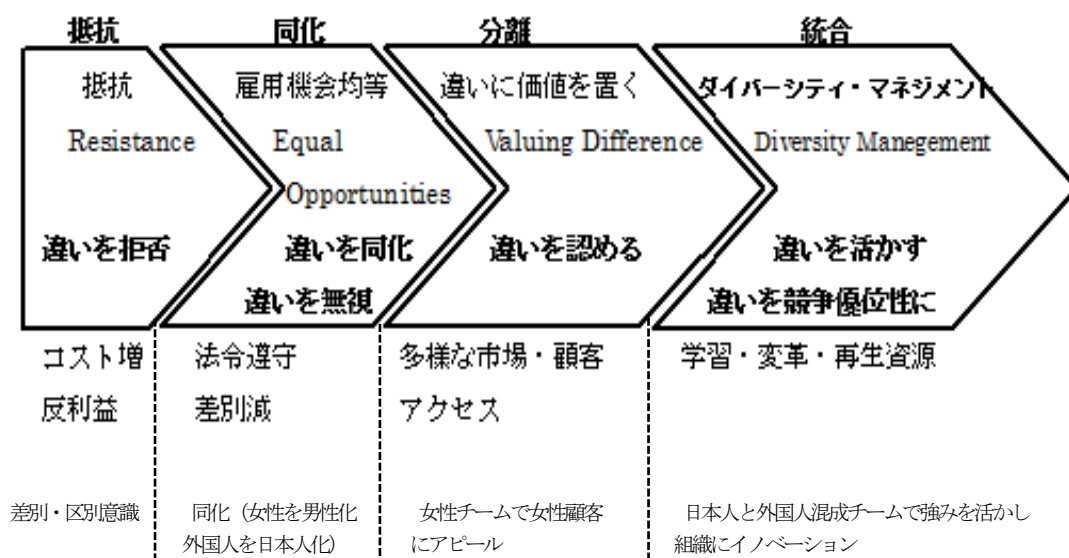 抵抗
同化
分離
統合
抵抗
Resistance
違いを拒否
雇用機会均等
Equal
Opportunities
違いを同化
違いを無視
違いに価値を置く
Valuing Difference
違いを認める
ダイバーシティ・マネジメント
Diversity Manegement
違いを活かす
違いを競争優位性に
コスト増
反利益
法令遵守
差別減
多様な市場・顧客
アクセス
学習・変革・再生資源
差別・区別意識
同化（女性を男性化
外国人を日本人化）
女性チームで女性顧客
にアピール
日本人と外国人混成チームで強みを活かし
組織にイノベーション